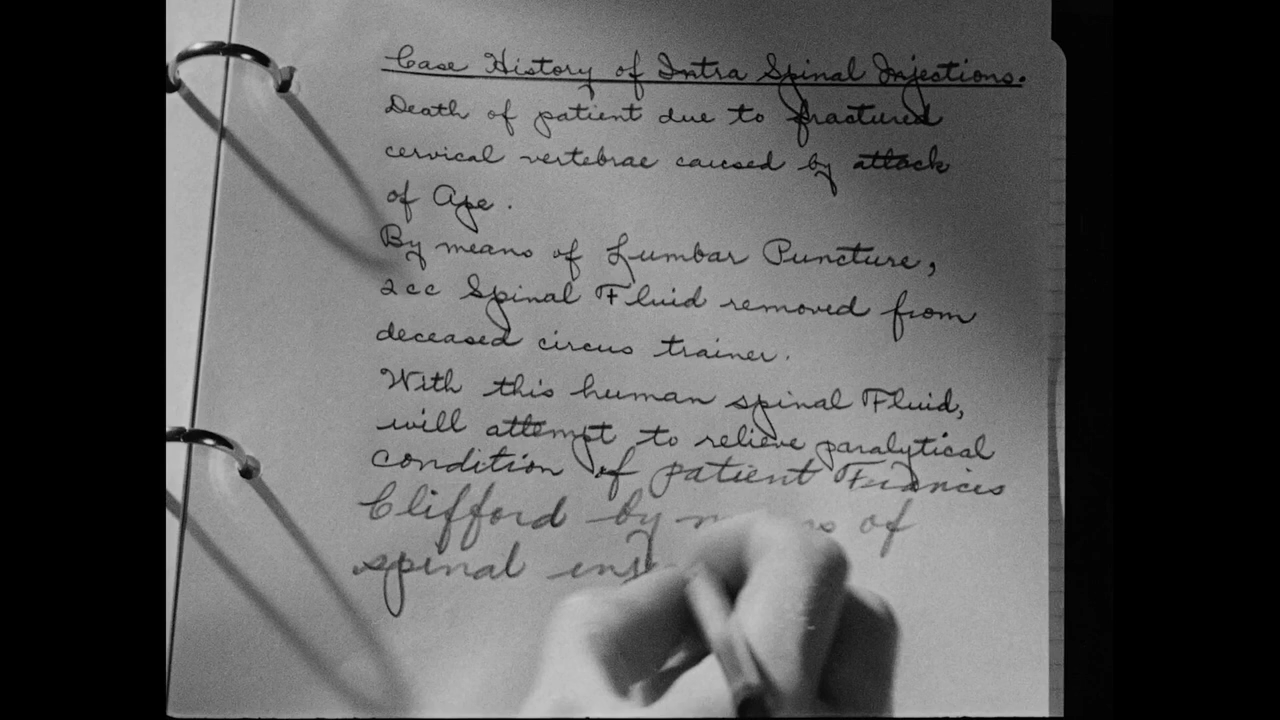 Case History of Intra Spinal Injections.
Death of patient due to fractured
cervical vertebrae caused by attack
of Ape.
By means of Lumbar Puncture,
2cc Spinal Fluid removed from
deceased circus trainer.
With this human spinal Fluid,
will attempt to relieve paralytical
condition of patient Francis
Clifford by of
spinal